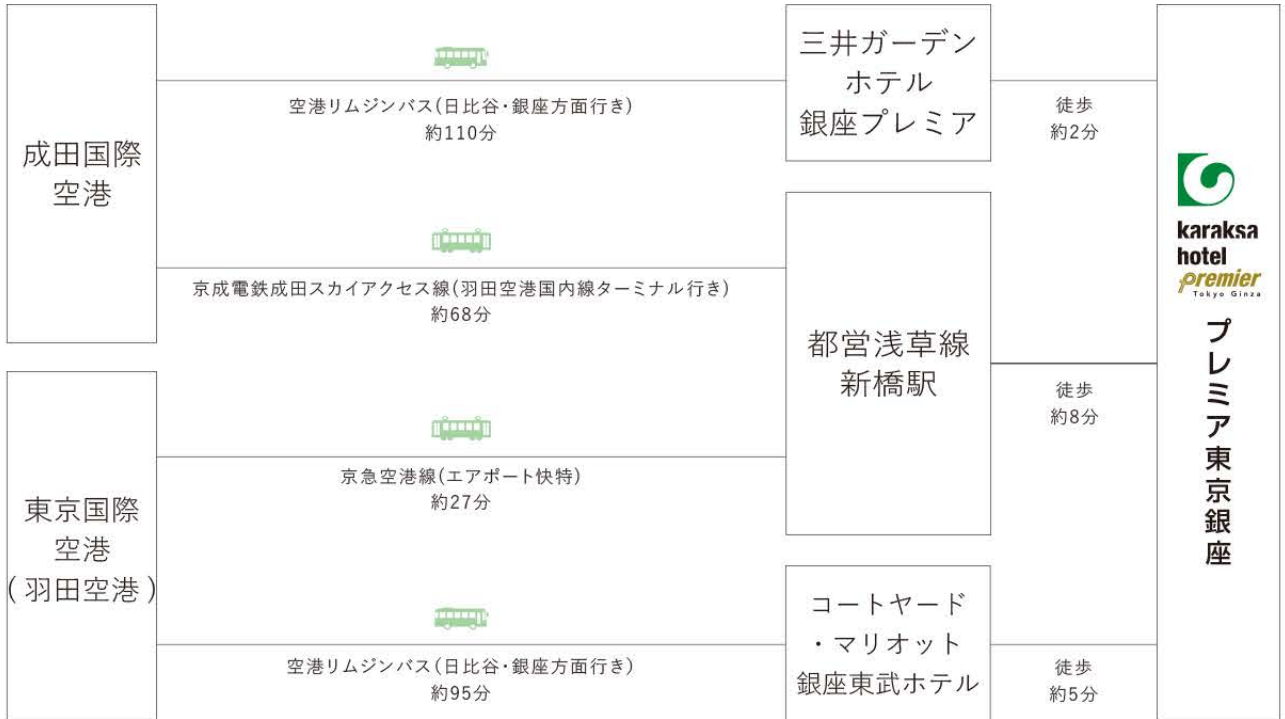 成田国際
空港
空港リムジンバス(日比谷・銀座方面行き)
約110分
三井ガーデン
ホテル
銀座プレミア
徒歩
約2分
京成電鉄成田スカイアクセス線(羽田空港国内線ターミナル行き)
約68分
都営浅草線
新橋駅
徒歩
約8分
東京国際
空港
(羽田空港)
京急空港線(エアポート快特)
約27分
空港リムジンバス(日比谷・銀座方面行き)
約95分
コートヤード
・マリオット
銀座東武ホテル
徒歩
約5分
karaksa
hotel
premier
Tokyo Ginza
プレミア東京銀座